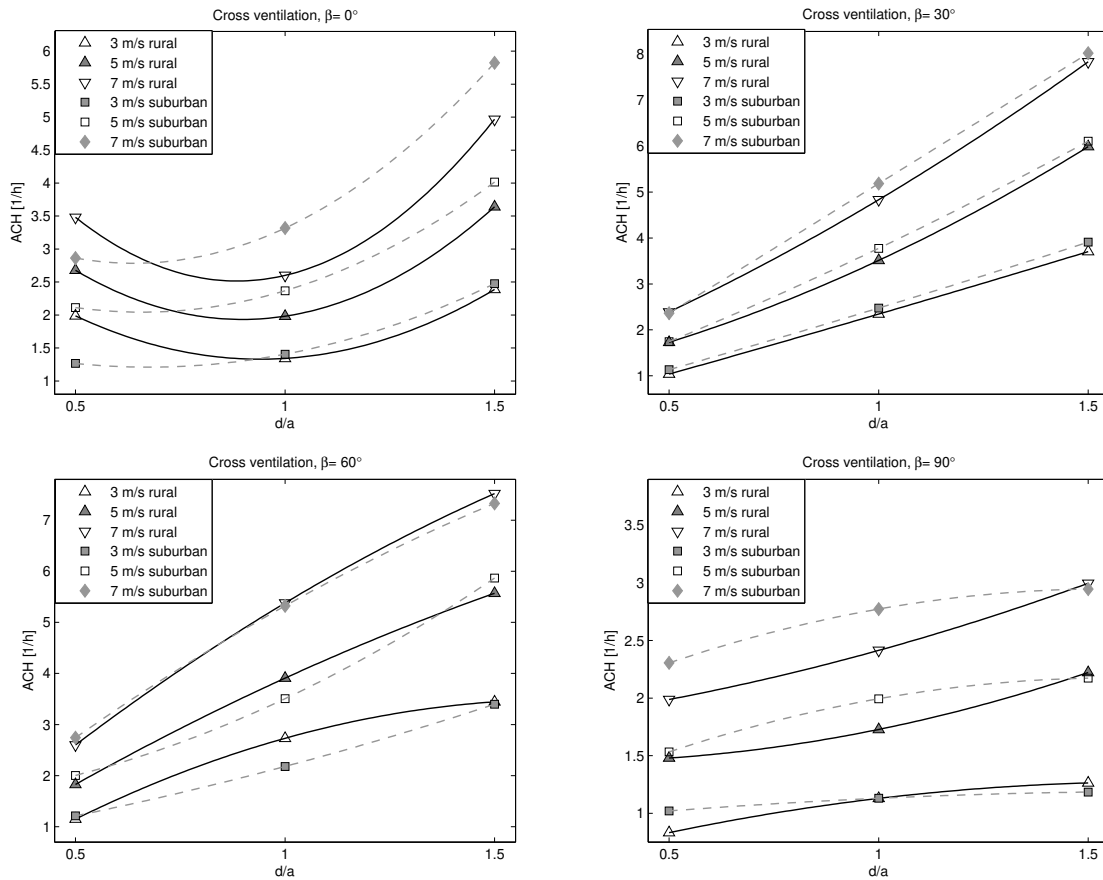 Cross ventilation, β= 0°
6
5.5
5
4.5
4
3.5
3
2.5
2
1.5
1
ACH [1/h]
3 m/s rural
5 m/s rural
7 m/s rural
3 m/s suburban
5 m/s suburban
7 m/s suburban
0.5
1
1.5
d/a
Cross ventilation, β= 30°
8
7
6
5
4
3
2
1
ACH [1/h]
3 m/s rural
5 m/s rural
7 m/s rural
3 m/s suburban
5 m/s suburban
7 m/s suburban
0.5
1
1.5
d/a
Cross ventilation, β= 60°
7
6
5
4
3
2
1
ACH [1/h]
3 m/s rural
5 m/s rural
7 m/s rural
3 m/s suburban
5 m/s suburban
7 m/s suburban
0.5
1
1.5
d/a
Cross ventilation, β= 90°
3.5
3
2.5
2
1.5
1
ACH [1/h]
3 m/s rural
5 m/s rural
7 m/s rural
3 m/s suburban
5 m/s suburban
7 m/s suburban
0.5
1
1.5
d/a